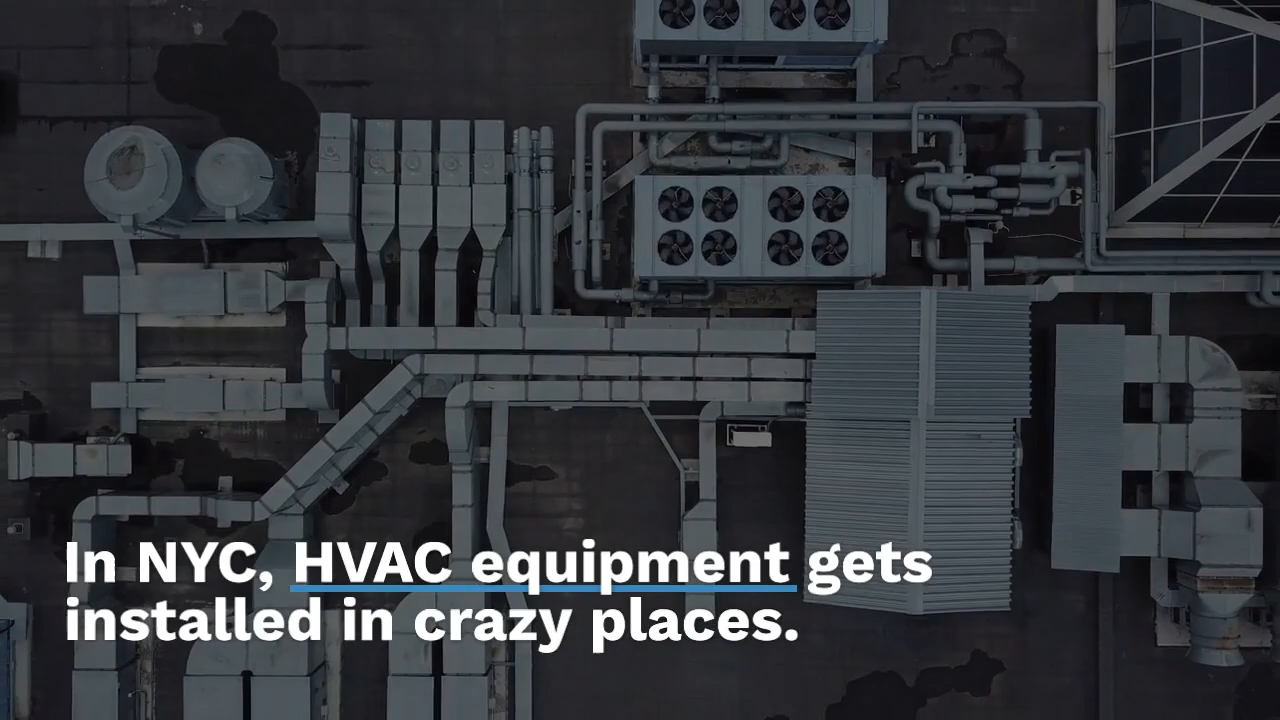 In NYC, HVAC equipment gets
installed in crazy places.